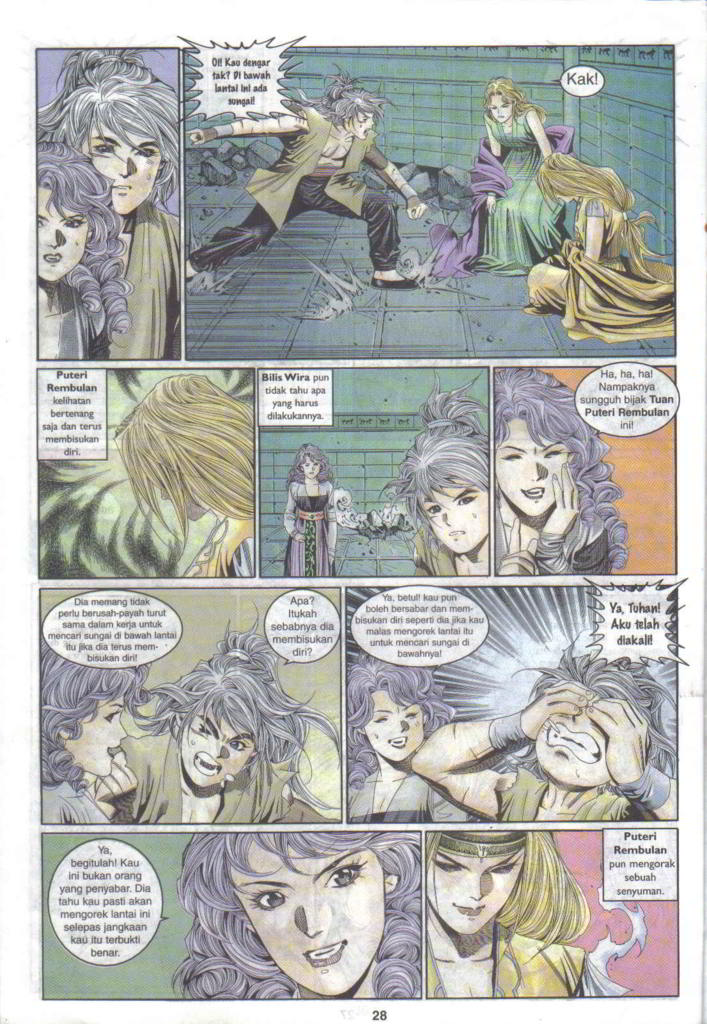 OI! Kau dengar
tak? Di bawah
lantai ini ada
sungai!
Kak!
Puteri
Rembulan
kelihatan
bertenang
saja dan terus
membisukan
diri.
Bilis Wira pun
tidak tahu apa
yang harus
dilakukannya.
Ha, ha, ha!
Nampaknya
sungguh bijak Tuan
Puteri Rembulan
ini!
Dia memang tidak
perlu berusah-payah turut
sama dalam kerja untuk
mencari sungai di bawah lantai
itu jika dia terus mem-
bisukan diri!
Apa?
Itukah
sebabnya dia
membisukan
diri?
Ya, betul! kau pun
boleh bersabar dan mem-
bisukan diri seperti dia jika kau
malas mengorek lantai itu
untuk mencari sungai di
bawahnya!
Ya, Tuhan!
Aku telah
diakali!
Ya,
begitulah! Kau
ini bukan orang
yang penyabar. Dia
tahu kau pasti akan
mengorek lantai ini
selepas jangkaan
kau itu terbukti
benar.
Puteri
Rembulan
pun mengorak
sebuah
senyuman.
28